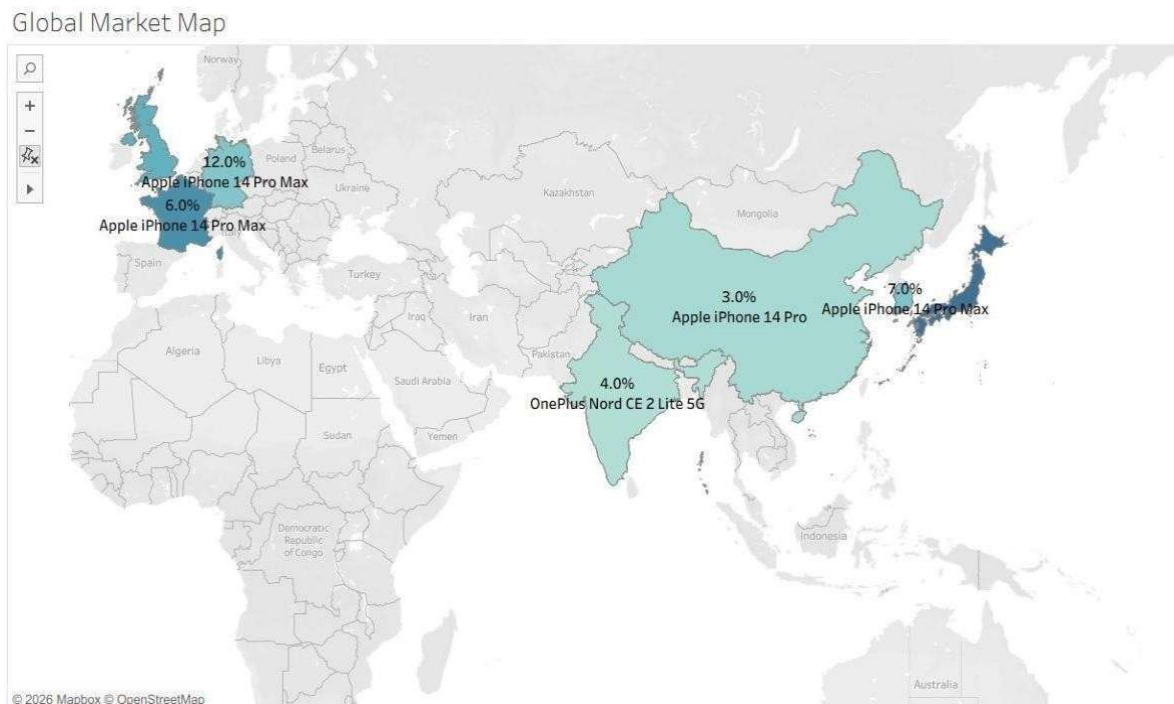 Global Market Map
Norway
+
−
Belarus
12.0%
Poland
Apple iPhone 14 Pro Max
Ukraine
6.0%
Kazakhstan
Mongolia
Apple iPhone 14 Pro Max
Italy
Spain
Turkey
7.0%
3.0%
Apple iPhone 14 Pro Max
Apple iPhone 14 Pro
Iraq
Iran
Algeria
Libya
Egypt
Pakistan
Saudi Arabia
4.0%
OnePlus Nord CE 2 Lite 5G
Sudan
Yemen
Democratic
Republic
of Congo
Indonesia
Australia
© 2026 Mapbox © OpenStreetMap